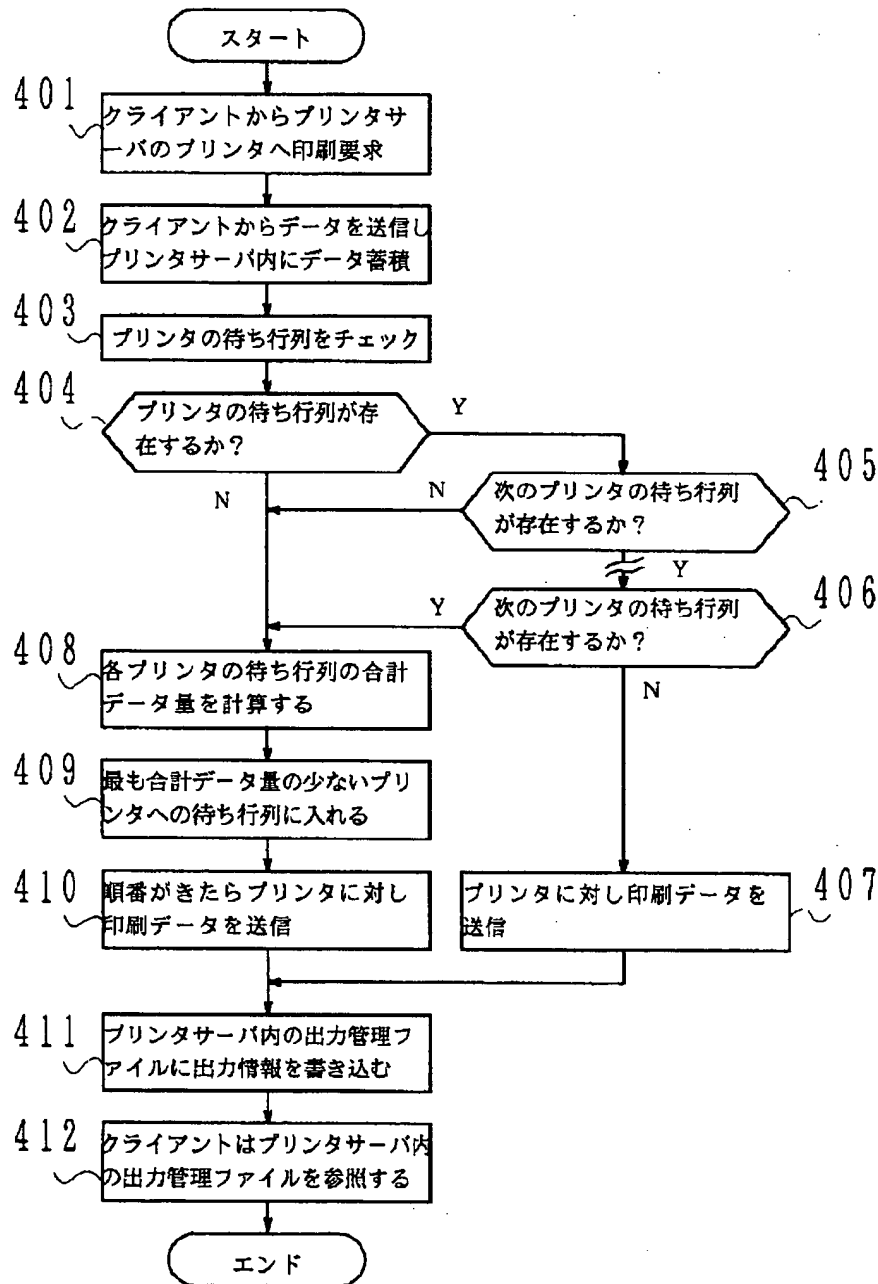 スタート
401
クライアントからプリンタサ
ーバのプリンタへ印刷要求
402
クライアントからデータを送信し
プリンタサーバ内にデータ蓄積
403
プリンタの待ち行列をチェック
404
プリンタの待ち行列が存
在するか？
Y
N
405
次のプリンタの待ち行列
が存在するか？
N
Y
406
次のプリンタの待ち行列
が存在するか？
Y
N
408
各プリンタの待ち行列の合計
データ量を計算する
409
最も合計データ量の少ないプリ
ンタへの待ち行列に入れる
410
順番がきたらプリンタに対し
印刷データを送信
407
プリンタに対し印刷データを
送信
411
プリンタサーバ内の出力管理フ
ァイルに出力情報を書き込む
412
クライアントはプリンタサーバ内
の出力管理ファイルを参照する
エンド